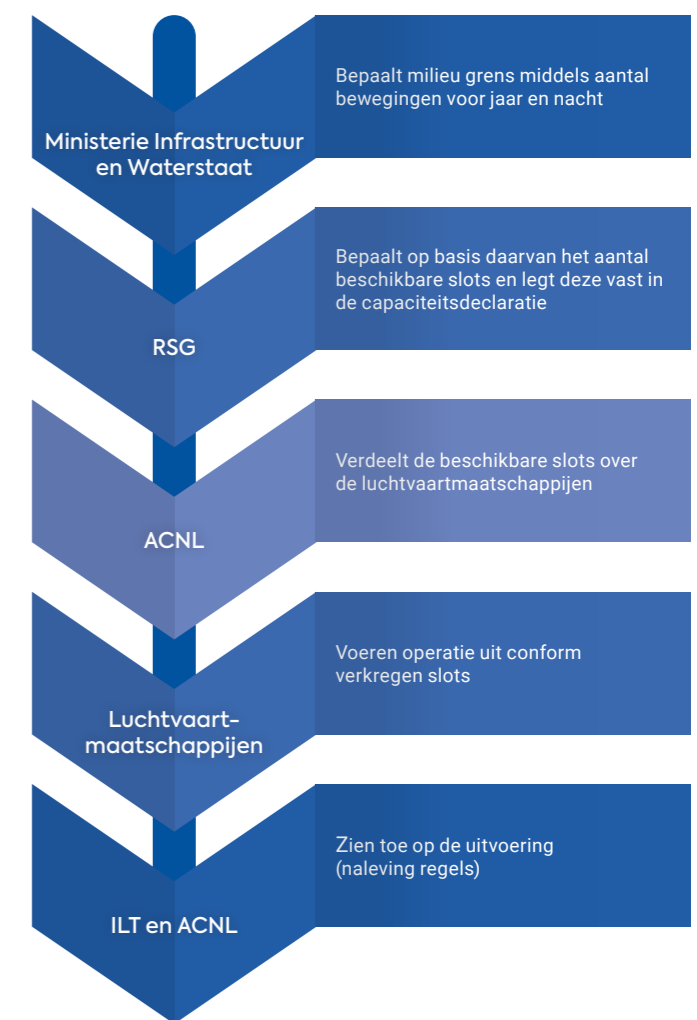 Ministerie Infrastructuur
en Waterstaat
Bepaalt milieu grens middels aantal
bewegingen voor jaar en nacht
RSG
Bepaalt op basis daarvan het aantal
beschikbare slots en legt deze vast in
de capaciteitsdeclaratie
ACNL
Verdeelt de beschikbare slots over
de luchtvaartmaatschappijen
Luchtvaart-
maatschappijen
Voeren operatie uit conform
verkregen slots
ILT en ACNL
Zien toe op de uitvoering
(naleving regels)